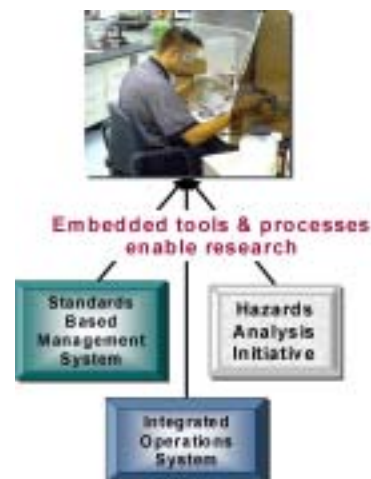 Embedded tools & processes
enable research
Standards
Based
Management
System
Hazards
Analysis
Initiative
Integrated
Operations
System